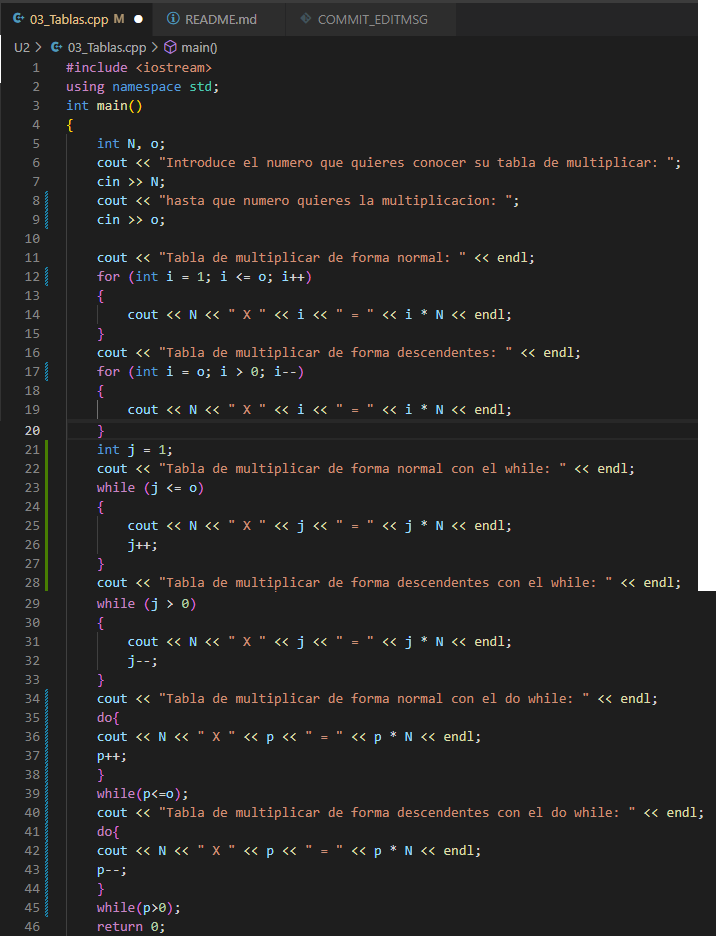 03_Tablas.cpp M README.md COMMIT_EDITMSG
U2 > 03_Tablas.cpp > main()
1 #include <iostream>
2 using namespace std;
3 int main()
4 {
5 int N, o;
6 cout << "Introduce el numero que quieres conocer su tabla de multiplicar: ";
7 cin >> N;
8 cout << "hasta que numero quieres la multiplicacion: ";
9 cin >> o;
10
11 cout << "Tabla de multiplicar de forma normal: " << endl;
12 for (int i = 1; i <= o; i++)
13 {
14 cout << N << " X " << i << " = " << i * N << endl;
15 }
16 cout << "Tabla de multiplicar de forma descendentes: " << endl;
17 for (int i = o; i > 0; i--)
18 {
19 cout << N << " X " << i << " = " << i * N << endl;
20 }
21 int j = 1;
22 cout << "Tabla de multiplicar de forma normal con el while: " << endl;
23 while (j <= o)
24 {
25 cout << N << " X " << j << " = " << j * N << endl;
26 j++;
27 }
28 cout << "Tabla de multiplicar de forma descendentes con el while: " << endl;
29 while (j > 0)
30 {
31 cout << N << " X " << j << " = " << j * N << endl;
32 j--;
33 }
34 cout << "Tabla de multiplicar de forma normal con el do while: " << endl;
35 do{
36 cout << N << " X " << p << " = " << p * N << endl;
37 p++;
38 }
39 while(p<=o);
40 cout << "Tabla de multiplicar de forma descendentes con el do while: " << endl;
41 do{
42 cout << N << " X " << p << " = " << p * N << endl;
43 p--;
44 }
45 while(p>0);
46 return 0;